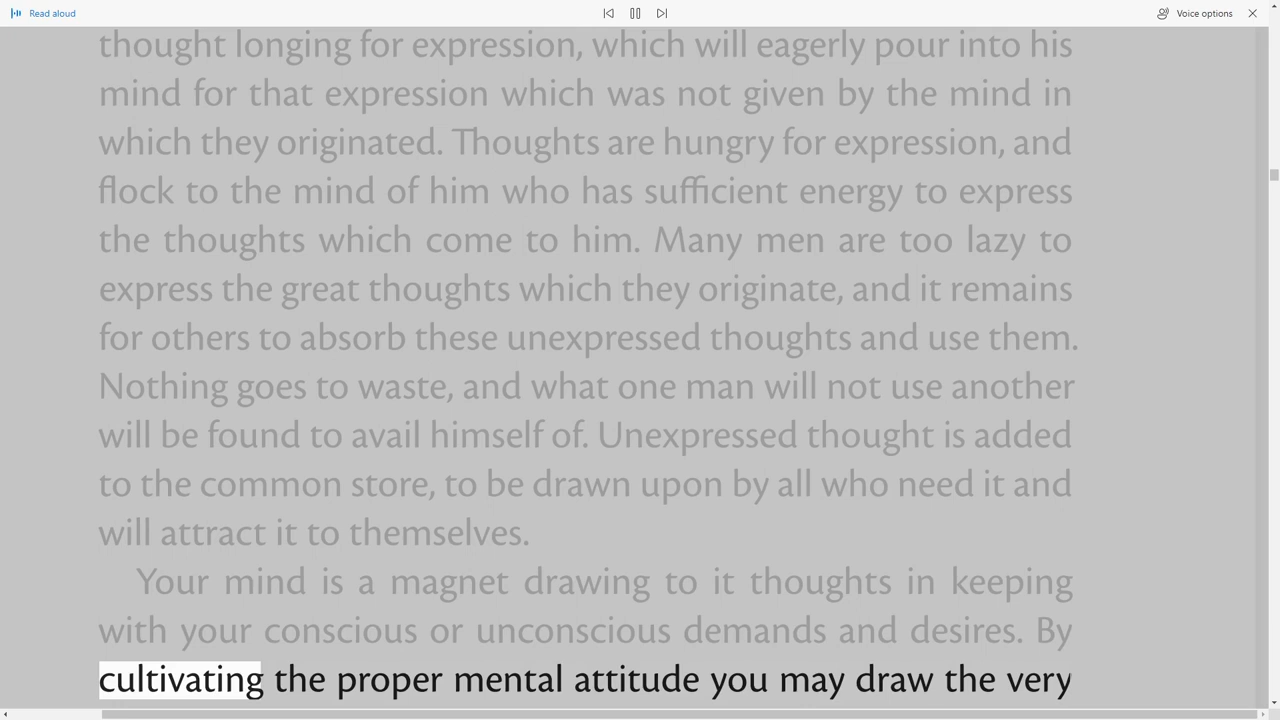 Read aloud
Voice options
thought longing for expression, which will eagerly pour into his
mind for that expression which was not given by the mind in
which they originated. Thoughts are hungry for expression, and
flock to the mind of him who has sufficient energy to express
the thoughts which come to him. Many men are too lazy to
express the great thoughts which they originate, and it remains
for others to absorb these unexpressed thoughts and use them.
Nothing goes to waste, and what one man will not use another
will be found to avail himself of. Unexpressed thought is added
to the common store, to be drawn upon by all who need it and
will attract it to themselves.
Your mind is a magnet drawing to it thoughts in keeping
with your conscious or unconscious demands and desires. By
cultivating the proper mental attitude you may draw the very